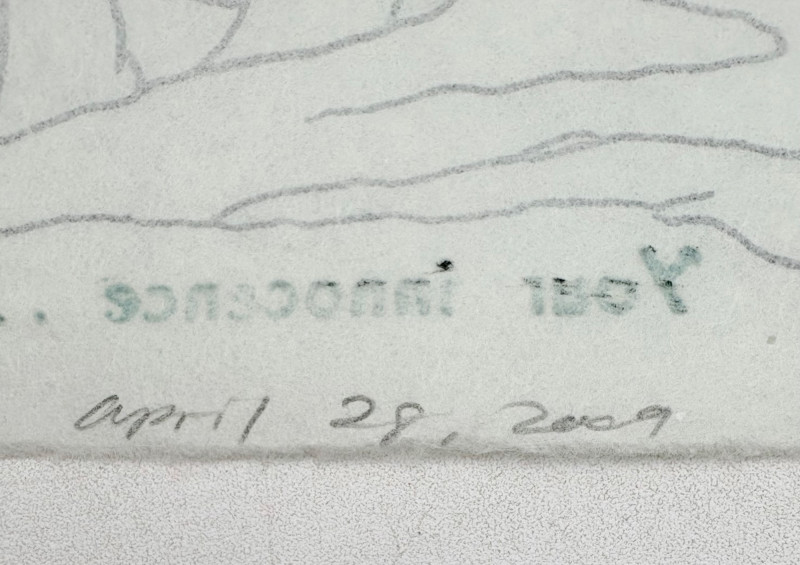 Your innocence . .
april 28, 2009